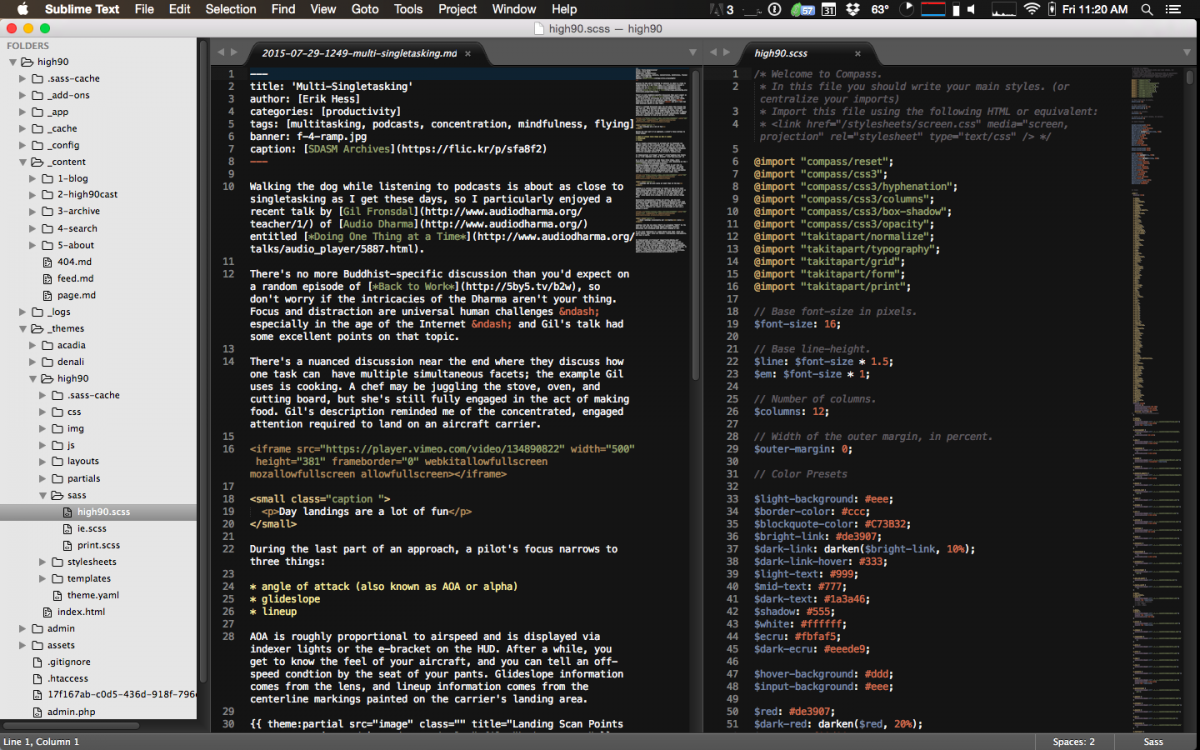 Sublime Text File Edit Selection Find View Goto Tools Project Window Help 3 57 31 63° Fri 11:20 AM
high90.scss — high90
FOLDERS
high90
.sass-cache
_add-ons
_app
_cache
_config
_content
1-blog
2-high90cast
3-archive
4-search
5-about
404.md
feed.md
page.md
_logs
_themes
acadia
denali
high90
.sass-cache
css
img
js
layouts
partials
sass
high90.scss
ie.scss
print.scss
stylesheets
templates
theme.yaml
index.html
admin
assets
.gitignore
.htaccess
17f167ab-c0d5-436d-918f-796
admin.php
2015-07-29-1249-multi-singletasking.md ×
1 ---
2 title: 'Multi-Singletasking'
3 author: [Erik Hess]
4 categories: [productivity]
5 tags: [multitasking, podcasts, concentration, mindfulness, flying]
6 banner: f-4-ramp.jpg
7 caption: [SDASM Archives](https://flic.kr/p/sfa8f2)
8 ---
9
10 Walking the dog while listening to podcasts is about as close to
singletasking as I get these days, so I particularly enjoyed a
recent talk by [Gil Fronsdal](http://www.audiodharma.org/
teacher/1/) of [Audio Dharma](http://www.audiodharma.org/)
entitled [*Doing One Thing at a Time*](http://www.audiodharma.org/
talks/audio_player/5887.html).
11
12 There's no more Buddhist-specific discussion than you'd expect on
a random episode of [*Back to Work*](http://5by5.tv/b2w), so
don't worry if the intricacies of the Dharma aren't your thing.
Focus and distraction are universal human challenges &ndash;
especially in the age of the Internet &ndash; and Gil's talk had
some excellent points on that topic.
13
14 There's a nuanced discussion near the end where they discuss how
one task can  have multiple simultaneous facets; the example Gil
uses is cooking. A chef may be juggling the stove, oven, and
cutting board, but she's still fully engaged in the act of making
food. Gil's description reminded me of the concentrated, engaged
attention required to land on an aircraft carrier.
15
16 <iframe src="https://player.vimeo.com/video/134890822" width="500"
height="381" frameborder="0" webkitallowfullscreen
mozallowfullscreen allowfullscreen></iframe>
17
18 <small class="caption ">
19 <p>Day landings are a lot of fun</p>
20 </small>
21
22 During the last part of an approach, a pilot's focus narrows to
three things:
23
24 * angle of attack (also known as AOA or alpha)
25 * glideslope
26 * lineup
27
28 AOA is roughly proportional to airspeed and is displayed via
indexer lights or the e-bracket on the HUD. After a while, you
get to know the feel of your aircraft, and you can tell an off-
speed condtion by the seat of your pants. Glideslope information
comes from the lens, and lineup information comes from the
centerline markings painted on the carrier's landing area.
29
30 {{ theme:partial src="image" class="" title="Landing Scan Points
high90.scss ×
1 /* Welcome to Compass.
2 * In this file you should write your main styles. (or
centralize your imports)
3 * Import this file using the following HTML or equivalent:
4 * <link href="/stylesheets/screen.css" media="screen,
projection" rel="stylesheet" type="text/css" /> */
5
6 @import "compass/reset";
7 @import "compass/css3";
8 @import "compass/css3/hyphenation";
9 @import "compass/css3/columns";
10 @import "compass/css3/box-shadow";
11 @import "compass/css3/opacity";
12 @import "takitapart/normalize";
13 @import "takitapart/typography";
14 @import "takitapart/grid";
15 @import "takitapart/form";
16 @import "takitapart/print";
17
18 // Base font-size in pixels.
19 $font-size: 16;
20
21 // Base line-height.
22 $line: $font-size * 1.5;
23 $em: $font-size * 1;
24
25 // Number of columns.
26 $columns: 12;
27
28 // Width of the outer margin, in percent.
29 $outer-margin: 0;
30
31 // Color Presets
32
33 $light-background: #eee;
34 $border-color: #ccc;
35 $blockquote-color: #C73B32;
36 $bright-link: #de3907;
37 $dark-link: darken($bright-link, 10%);
38 $dark-link-hover: #333;
39 $light-text: #999;
40 $mid-text: #777;
41 $dark-text: #1a3a46;
42 $shadow: #555;
43 $white: #ffffff;
44 $ecru: #fbfaf5;
45 $dark-ecru: #eeede9;
46
47 $hover-background: #ddd;
48 $input-background: #eee;
49
50 $red: #de3907;
51 $dark-red: darken($red, 20%);
Line 1, Column 1
Spaces: 2
Sass